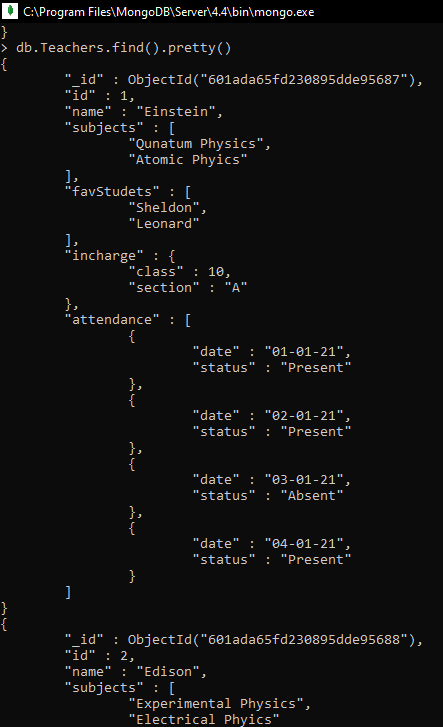 C:\Program Files\MongoDB\Server\4.4\bin\mongo.exe
}
> db.Teachers.find().pretty()
{
        "_id" : ObjectId("601ada65fd230895dde95687"),
        "id" : 1,
        "name" : "Einstein",
        "subjects" : [
                "Qunatum Physics",
                "Atomic Phyics"
        ],
        "favStudets" : [
                "Sheldon",
                "Leonard"
        ],
        "incharge" : {
                "class" : 10,
                "section" : "A"
        },
        "attendance" : [
                {
                        "date" : "01-01-21",
                        "status" : "Present"
                },
                {
                        "date" : "02-01-21",
                        "status" : "Present"
                },
                {
                        "date" : "03-01-21",
                        "status" : "Absent"
                },
                {
                        "date" : "04-01-21",
                        "status" : "Present"
                }
        ]
}
{
        "_id" : ObjectId("601ada65fd230895dde95688"),
        "id" : 2,
        "name" : "Edison",
        "subjects" : [
                "Experimental Physics",
                "Electrical Phyics"